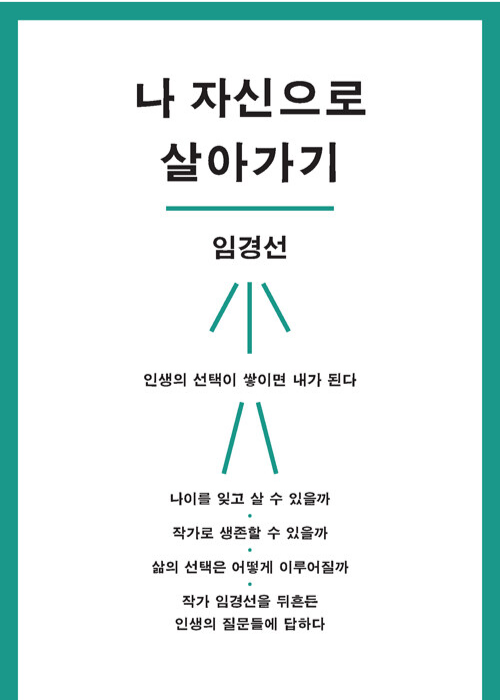 나 자신으로
살아가기
임경선
인생의 선택이 쌓이면 내가 된다
나이를 잊고 살 수 있을까
작가로 생존할 수 있을까
삶의 선택은 어떻게 이루어질까
작가 임경선을 뒤흔든
인생의 질문들에 답하다